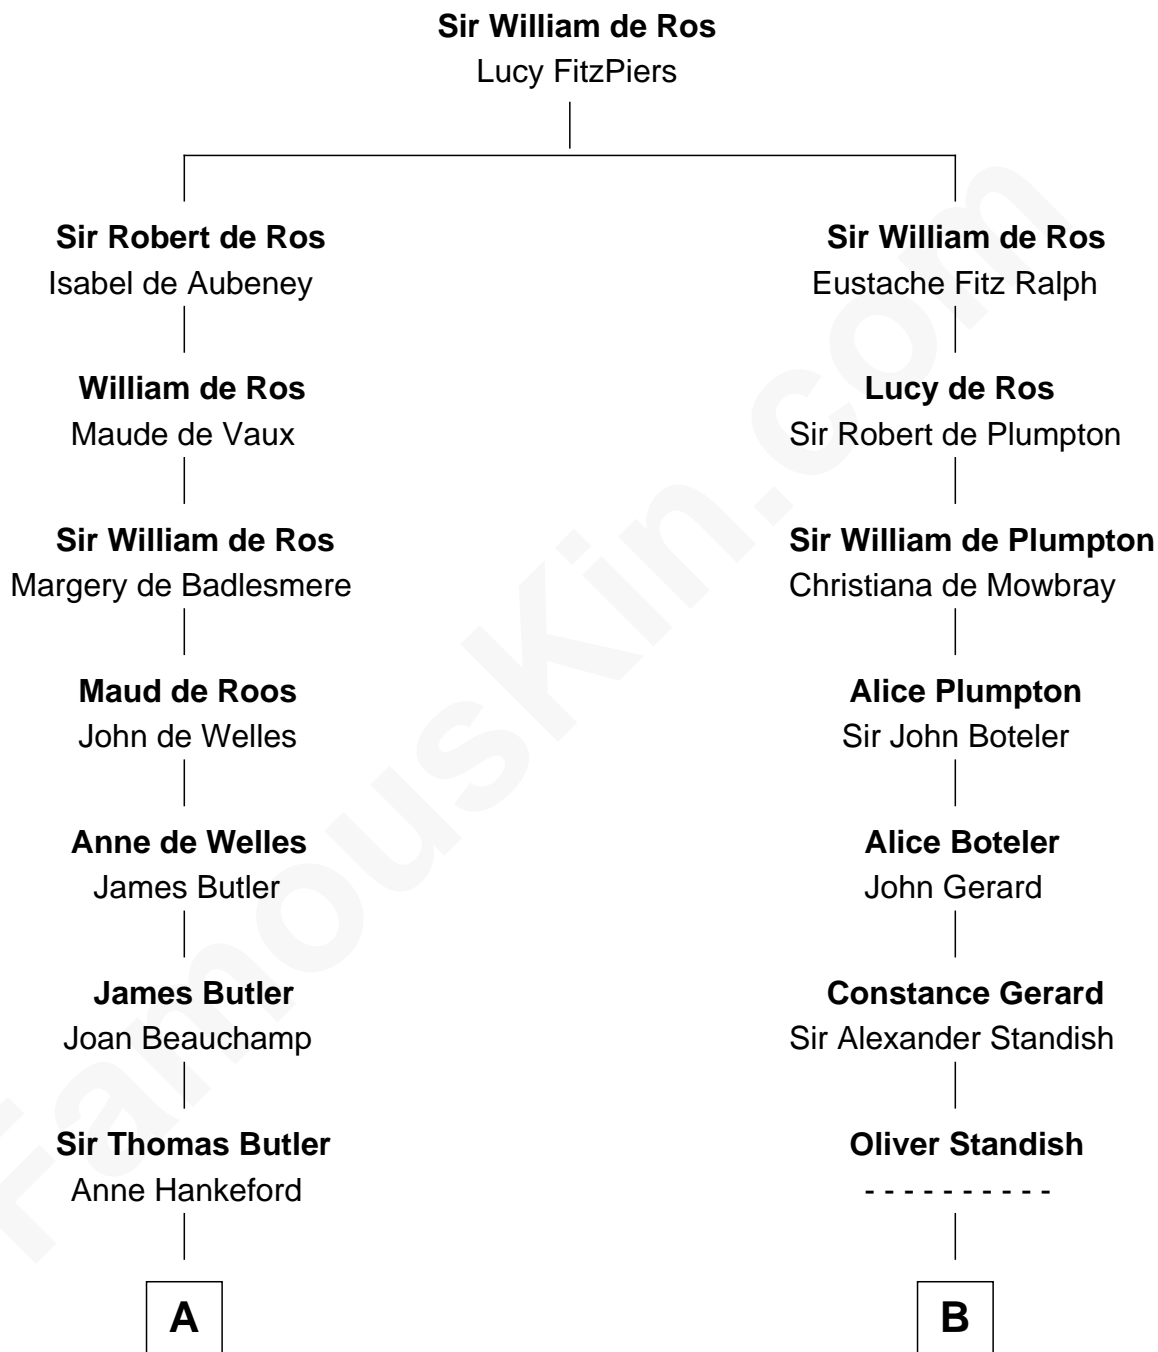 Sir William de Ros
Lucy FitzPiers
Sir Robert de Ros
Isabel de Aubeney
William de Ros
Maude de Vaux
Sir William de Ros
Margery de Badlesmere
Maud de Roos
John de Welles
Anne de Welles
James Butler
James Butler
Joan Beauchamp
Sir Thomas Butler
Anne Hankeford
A
Sir William de Ros
Eustache Fitz Ralph
Lucy de Ros
Sir Robert de Plumpton
Sir William de Plumpton
Christiana de Mowbray
Alice Plumpton
Sir John Boteler
Alice Boteler
John Gerard
Constance Gerard
Sir Alexander Standish
Oliver Standish
- - - - - - - - - -
B
FamousKin.com